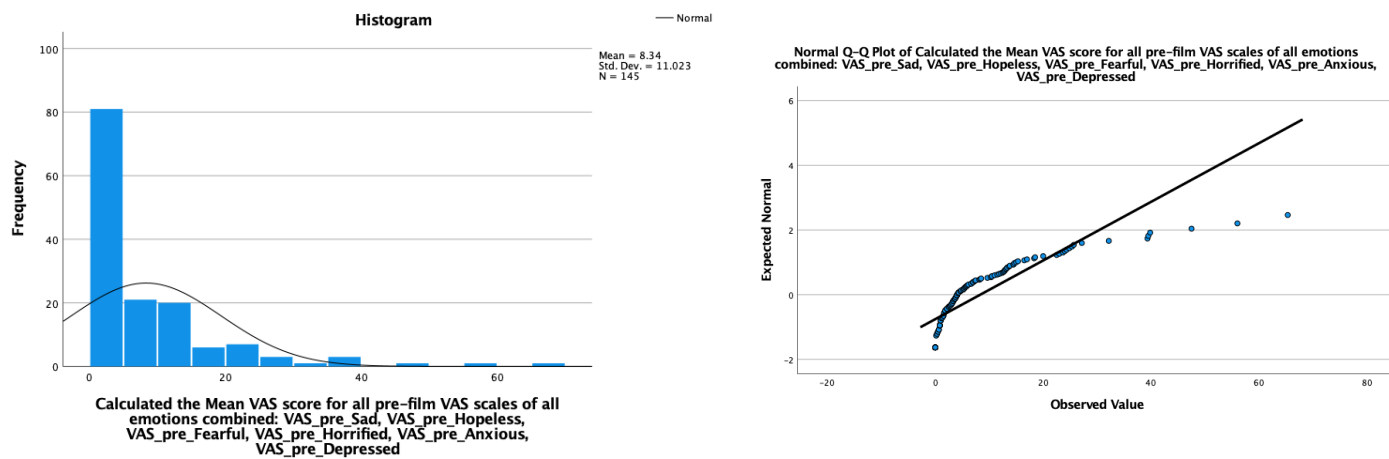 Histogram
Normal
Mean = 8.34
Std. Dev. = 11.023
N = 145
100
80
60
40
20
0
Frequency
0
20
40
60
Calculated the Mean VAS score for all pre-film VAS scales of all
emotions combined: VAS_pre_Sad, VAS_pre_Hopeless,
VAS_pre_Fearful, VAS_pre_Horrified, VAS_pre_Anxious,
VAS_pre_Depressed
Normal Q-Q Plot of Calculated the Mean VAS score for all pre-film VAS scales of all emotions
combined: VAS_pre_Sad, VAS_pre_Hopeless, VAS_pre_Fearful, VAS_pre_Horrified, VAS_pre_Anxious,
VAS_pre_Depressed
6
4
2
0
-2
Expected Normal
-20
0
20
40
60
80
Observed Value